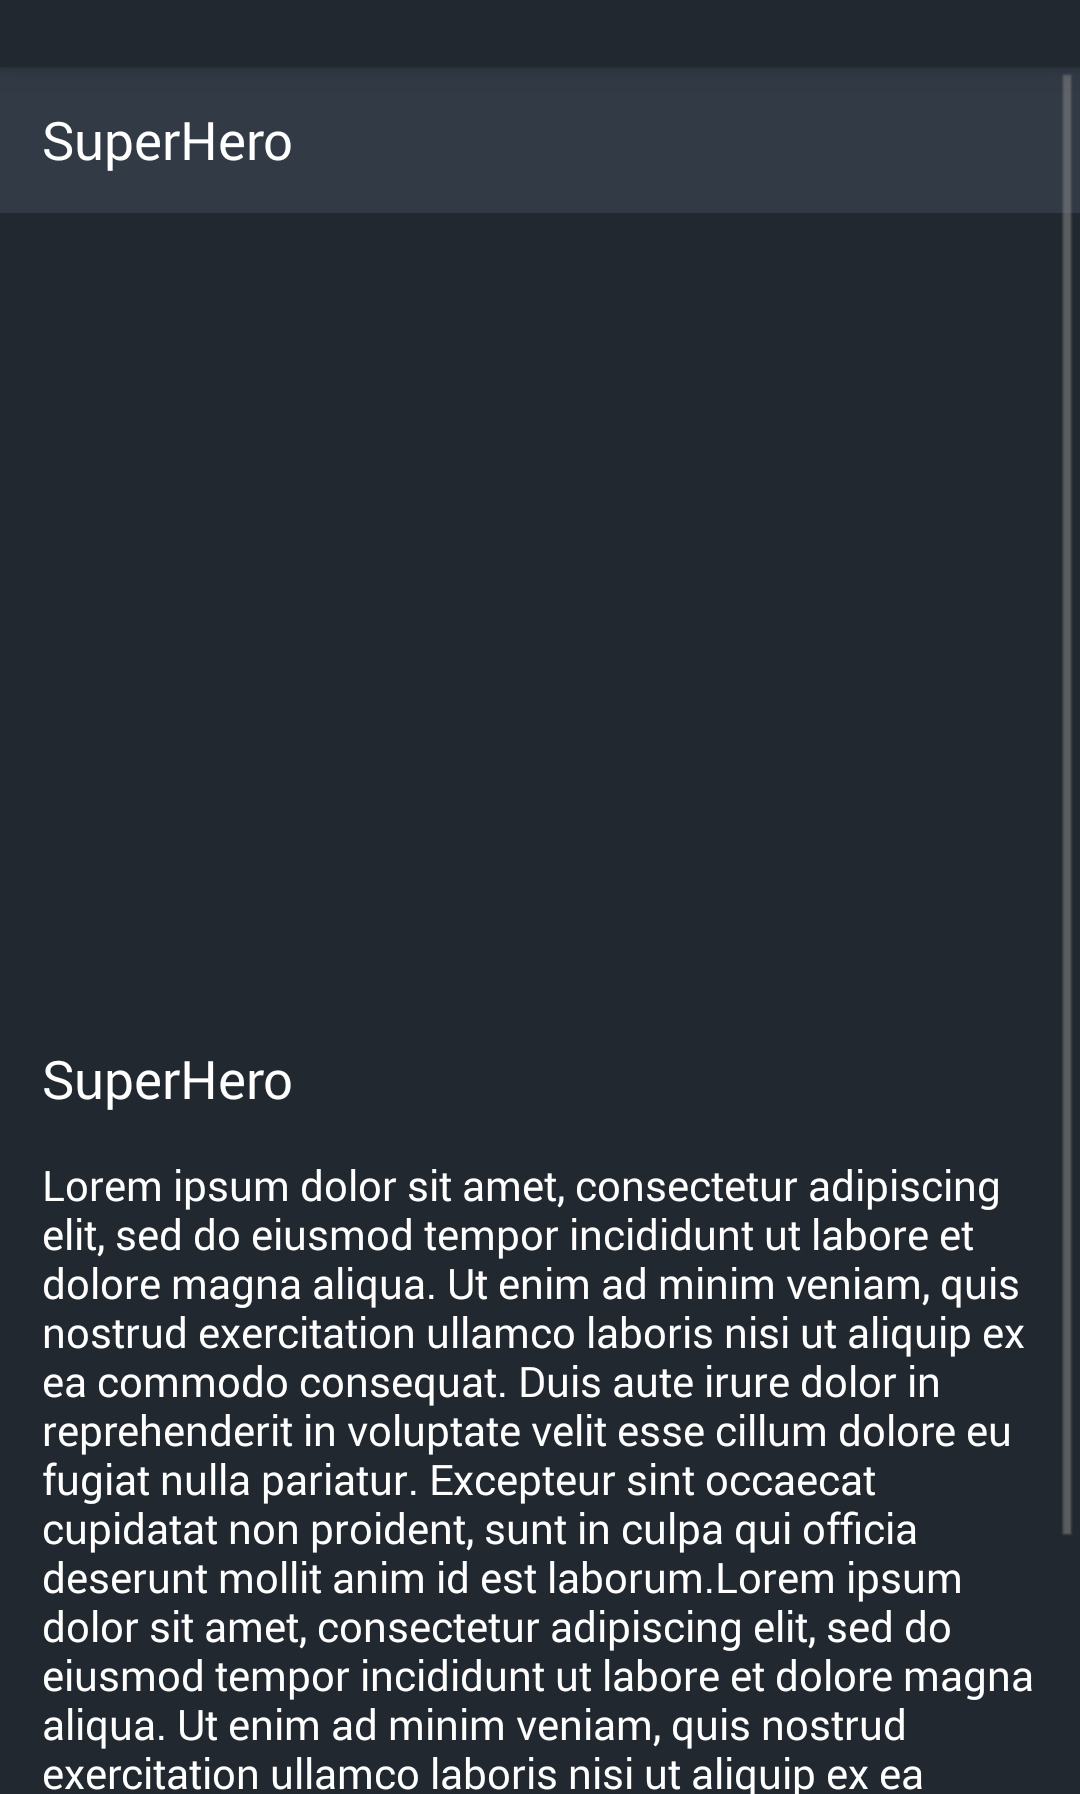 SuperHero
SuperHero
Lorem ipsum dolor sit amet, consectetur adipiscing
elit, sed do eiusmod tempor incididunt ut labore et
dolore magna aliqua. Ut enim ad minim veniam, quis
nostrud exercitation ullamco laboris nisi ut aliquip ex
ea commodo consequat. Duis aute irure dolor in
reprehenderit in voluptate velit esse cillum dolore eu
fugiat nulla pariatur. Excepteur sint occaecat
cupidatat non proident, sunt in culpa qui officia
deserunt mollit anim id est laborum.Lorem ipsum
dolor sit amet, consectetur adipiscing elit, sed do
eiusmod tempor incididunt ut labore et dolore magna
aliqua. Ut enim ad minim veniam, quis nostrud
exercitation ullamco laboris nisi ut aliquip ex ea